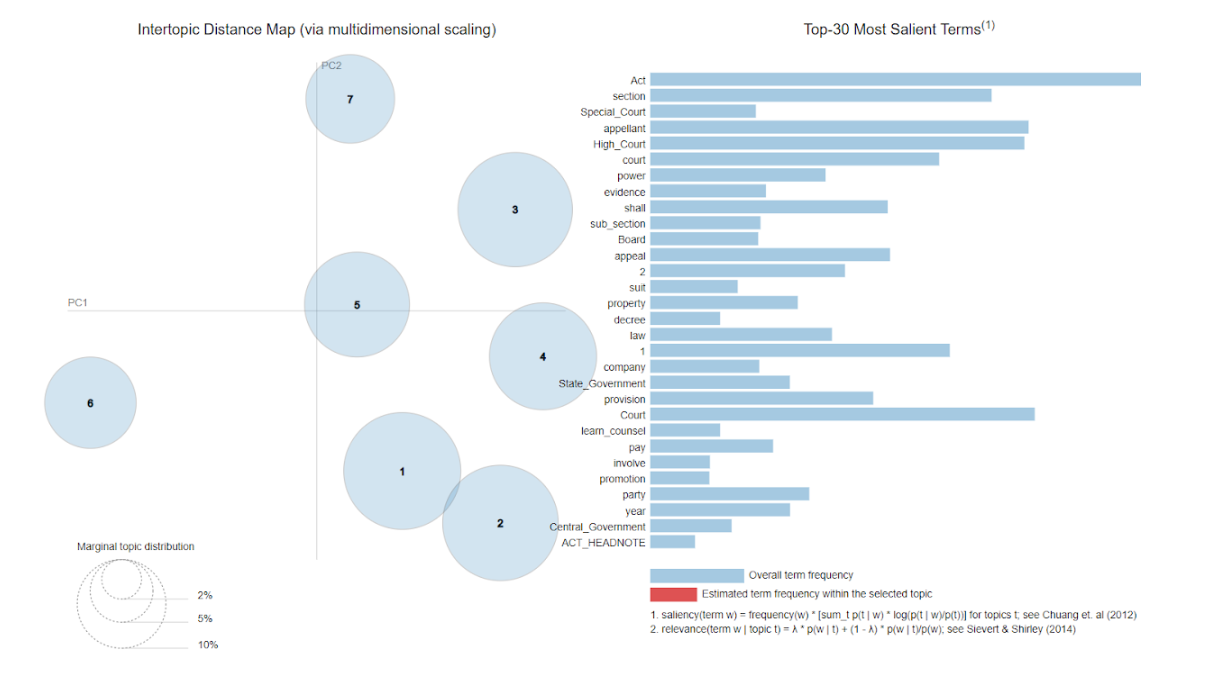 Intertopic Distance Map (via multidimensional scaling)
PC2
7
3
5
PC1
4
6
1
2
Marginal topic distribution
2%
5%
10%
Top-30 Most Salient Terms(1)
Act
section
Special_Court
appellant
High_Court
court
power
evidence
shall
sub_section
Board
appeal
2
suit
property
decree
law
1
company
State_Government
provision
Court
learn_counsel
pay
involve
promotion
party
year
Central_Government
ACT_HEADNOTE
Overall term frequency
Estimated term frequency within the selected topic
1. saliency(term w) = frequency(w) * [sum_t p(t | w) * log(p(t | w)/p(t))] for topics t; see Chuang et. al (2012)
2. relevance(term w | topic t) = λ * p(w | t) + (1 - λ) * p(w | t)/p(w); see Sievert & Shirley (2014)